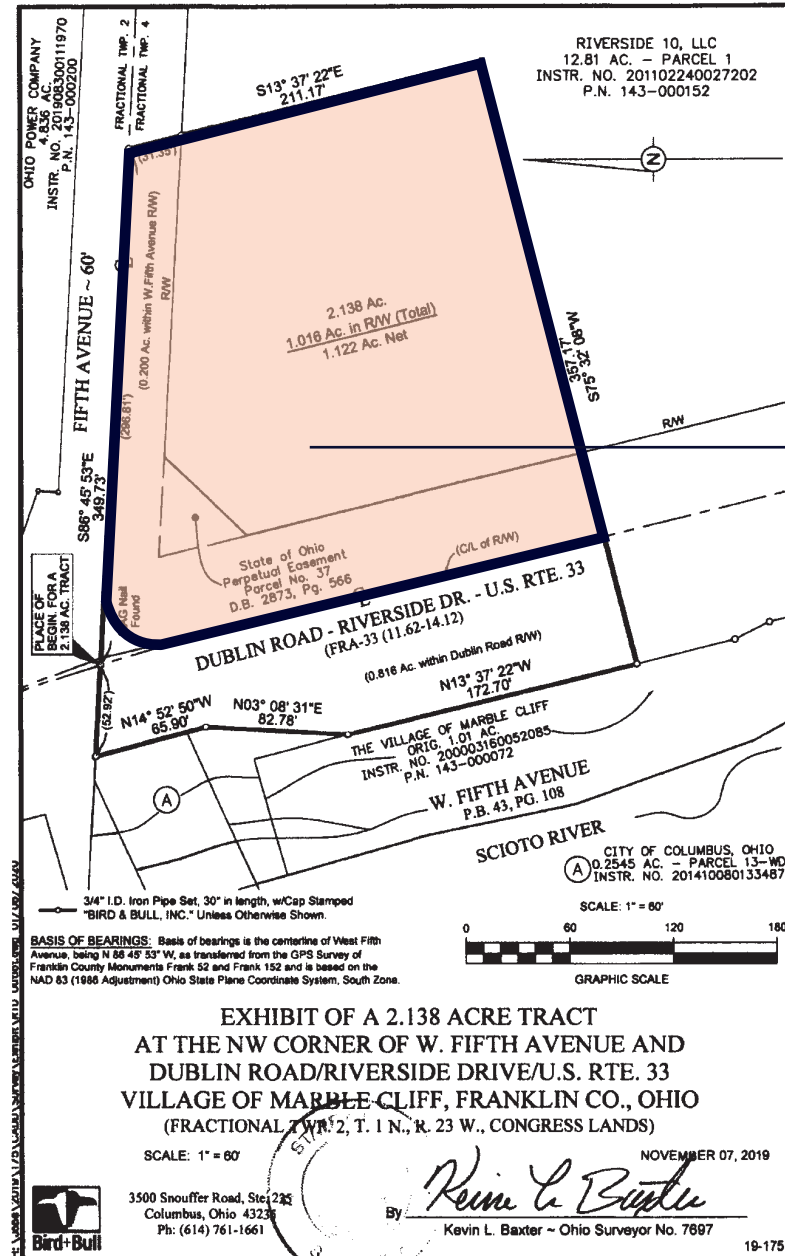 OHIO POWER COMPANY
4.836 AC.
INSTR. NO. 201908300111970
P.N. 143-000200
FRACTIONAL TWP. 2
FRACTIONAL TWP. 4
S13° 37' 22"E
211.17'
RIVERSIDE 10, LLC
12.81 AC. - PARCEL 1
INSTR. NO. 201102240027202
P.N. 143-000152
N
(31.35')
(0.200 Ac. within W.Fifth Avenue R/W)
R/W
FIFTH AVENUE ~ 60'
(296.81')
S86° 45' 53"E
349.73'
2.138 Ac.
1.016 Ac. in R/W (Total)
1.122 Ac. Net
357.17'
S75° 32' 08"W
R/W
(C/L of R/W)
State of Ohio
Perpetual Easement
Parcel No. 37
D.B. 2873, Pg. 566
PLACE OF
BEGIN. FOR A
2.138 AC. TRACT
Nail
Found
DUBLIN ROAD - RIVERSIDE DR. - U.S. RTE. 33
(FRA-33 (11.62-14.12)
(0.816 Ac. within Dublin Road R/W)
N13° 37' 22"W
172.70'
(52.92')
N14° 52' 50"W
65.90'
N03° 08' 31"E
82.78'
THE VILLAGE OF MARBLE CLIFF
ORIG. 1.01 AC.
INSTR. NO. 200003160052085
P.N. 143-000072
A
W. FIFTH AVENUE
P.B. 43, PG. 108
SCIOTO RIVER
CITY OF COLUMBUS, OHIO
A 0.2545 AC. - PARCEL 13-WD
INSTR. NO. 201410080133487
3/4" I.D. Iron Pipe Set, 30" in length, w/Cap Stamped
"BIRD & BULL, INC." Unless Otherwise Shown.
SCALE: 1" = 60'
0 60 120 180
GRAPHIC SCALE
BASIS OF BEARINGS: Basis of bearings is the centerline of West Fifth
Avenue, being N 86 45' 53" W, as transferred from the GPS Survey of
Franklin County Monuments Frank 52 and Frank 152 and is based on the
NAD 83 (1986 Adjustment) Ohio State Plane Coordinate System, South Zone.
EXHIBIT OF A 2.138 ACRE TRACT
AT THE NW CORNER OF W. FIFTH AVENUE AND
DUBLIN ROAD/RIVERSIDE DRIVE/U.S. RTE. 33
VILLAGE OF MARBLE CLIFF, FRANKLIN CO., OHIO
(FRACTIONAL TWP. 2, T. 1 N., R. 23 W., CONGRESS LANDS)
SCALE: 1" = 60'
NOVEMBER 07, 2019
3500 Snouffer Road, Ste. 225
Columbus, Ohio 43235
Ph: (614) 761-1661
By Kevin L Baxter
Kevin L. Baxter ~ Ohio Surveyor No. 7697
Bird+Bull
19-175